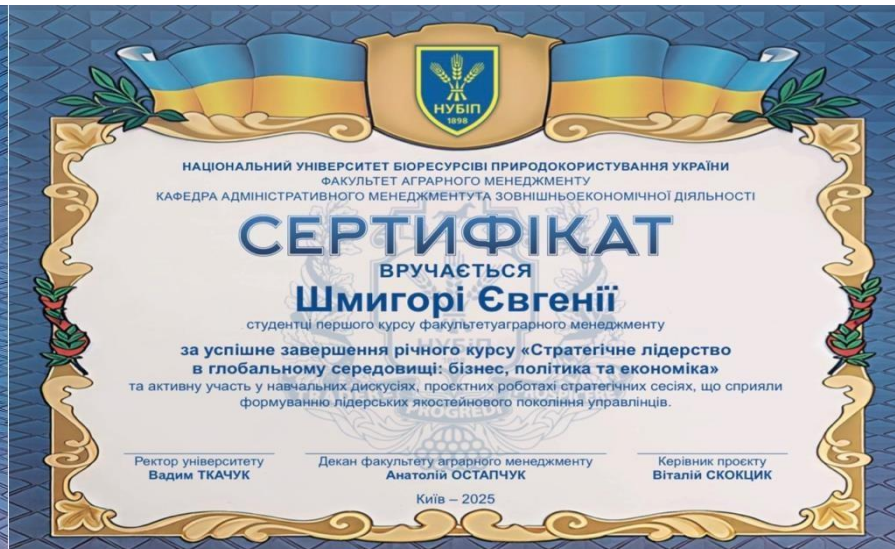 НУБІП
1898
НАЦІОНАЛЬНИЙ УНІВЕРСИТЕТ БІОРЕСУРСІВІ ПРИРОДОКОРИСТУВАННЯ УКРАЇНИ
ФАКУЛЬТЕТ АГРАРНОГО МЕНЕДЖМЕНТУ
КАФЕДРА АДМІНІСТРАТИВНОГО МЕНЕДЖМЕНТУТА ЗОВНІШНЬОЕКОНОМІЧНОЇ ДІЯЛЬНОСТІ
СЕРТИФІКАТ
ВРУЧАЄТЬСЯ
Шмигорі Євгенії
студентці першого курсу факультетуаграрного менеджменту
НУБІП
за успішне завершення річного курсу «Стратегічне лідерство
в глобальному середовищі: бізнес, політика та економіка»
та активну участь у навчальних дискусіях, проєктних роботахі стратегічних сесіях, що сприяли
формуванню лідерських якостейнового покоління управлінців.
PROGREDI
Ректор університету
Вадим ТКАЧУК
Декан факультету аграрного менеджменту
Анатолій ОСТАПЧУК
Керівник проєкту
Віталій СКОКЦИК
Київ – 2025